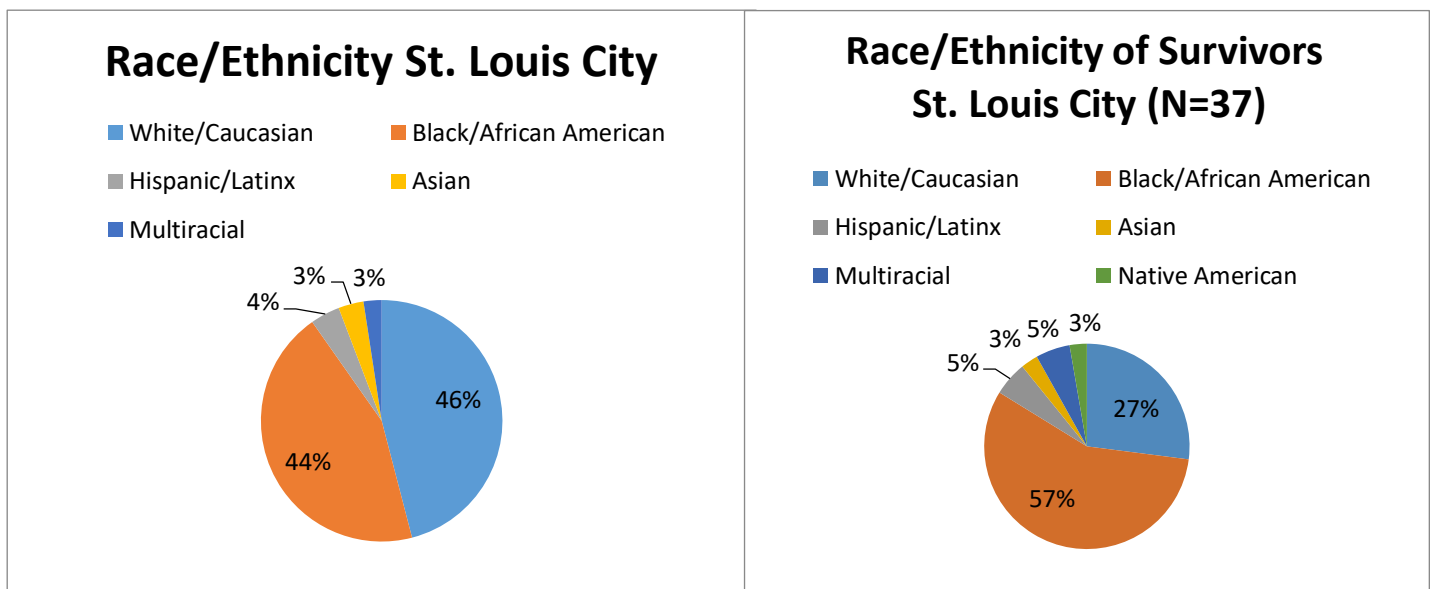 Race/Ethnicity St. Louis City
White/Caucasian
Black/African American
Hispanic/Latinx
Asian
Multiracial
3%
3%
4%
46%
44%
Race/Ethnicity of Survivors
St. Louis City (N=37)
White/Caucasian
Black/African American
Hispanic/Latinx
Asian
Multiracial
Native American
5%
3%
5%
3%
27%
57%